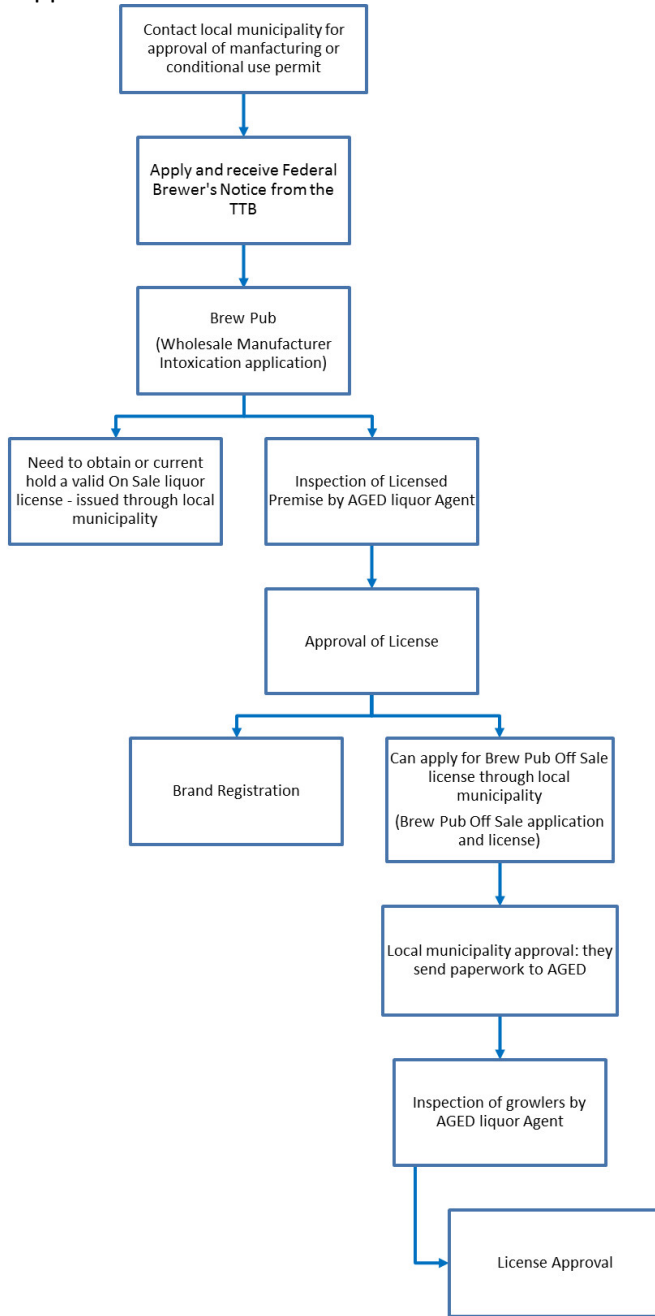 Contact local municipality for
approval of manfacturing or
conditional use permit
Apply and receive Federal
Brewer's Notice from the
TTB
Brew Pub
(Wholesale Manufacturer
Intoxication application)
Need to obtain or current
hold a valid On Sale liquor
license - issued through local
municipality
Inspection of Licensed
Premise by AGED liquor Agent
Approval of License
Brand Registration
Can apply for Brew Pub Off Sale
license through local
municipality
(Brew Pub Off Sale application
and license)
Local municipality approval: they
send paperwork to AGED
Inspection of growlers by
AGED liquor Agent
License Approval